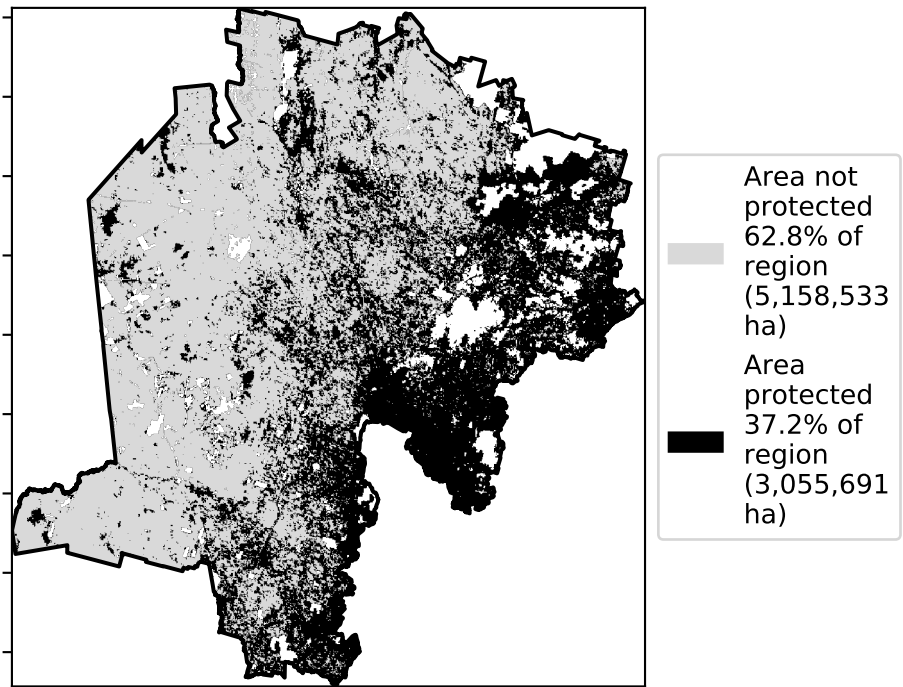 Area not
protected
62.8% of
region
(5,158,533
ha)
Area
protected
37.2% of
region
(3,055,691
ha)